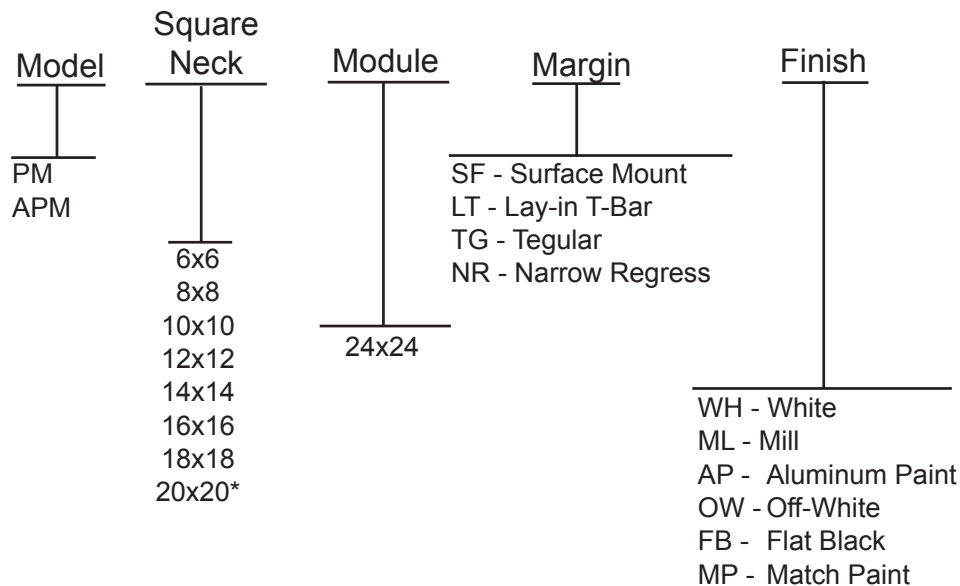 Model
PM
APM
Square
Neck
6x6
8x8
10x10
12x12
14x14
16x16
18x18
20x20*
Module
24x24
Margin
SF - Surface Mount
LT - Lay-in T-Bar
TG - Tegular
NR - Narrow Regress
Finish
WH - White
ML - Mill
AP - Aluminum Paint
OW - Off-White
FB - Flat Black
MP - Match Paint